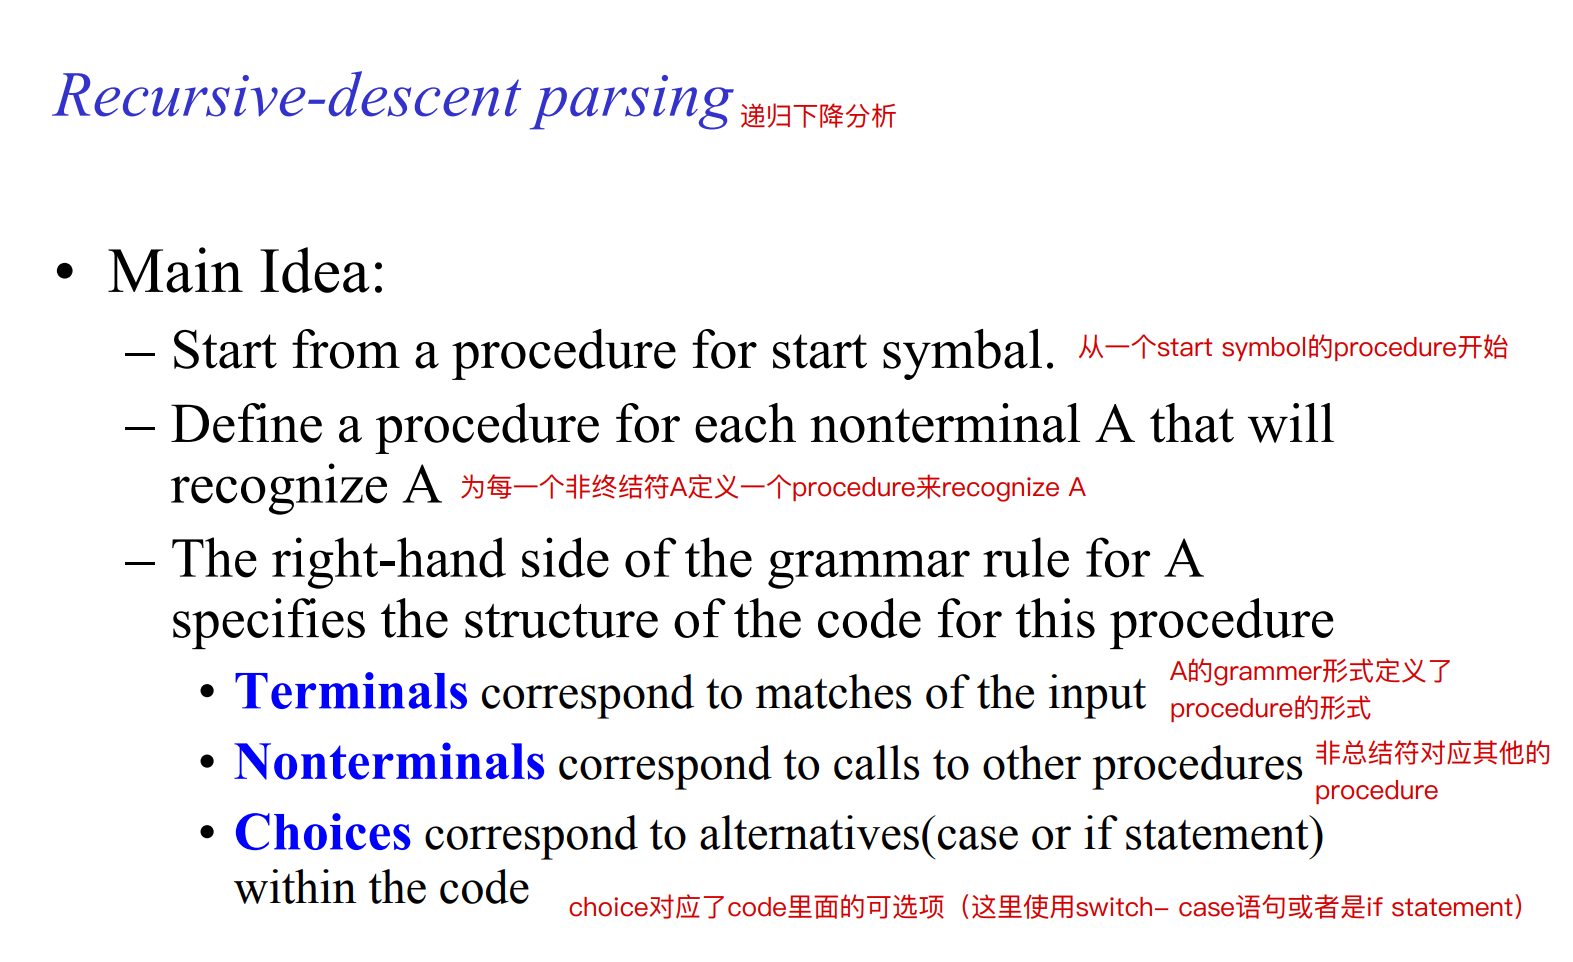 Recursive-descent parsing 递归下降分析
• Main Idea:
– Start from a procedure for start symbal. 从一个start symbol的procedure开始
– Define a procedure for each nonterminal A that will
recognize A 为每一个非终结符A定义一个procedure来recognize A
– The right-hand side of the grammar rule for A
specifies the structure of the code for this procedure
• Terminals correspond to matches of the input
A的grammer形式定义了
procedure的形式
• Nonterminals correspond to calls to other procedures
非总结符对应其他的
procedure
• Choices correspond to alternatives(case or if statement)
within the code
choice对应了code里面的可选项（这里使用switch- case语句或者是if statement）